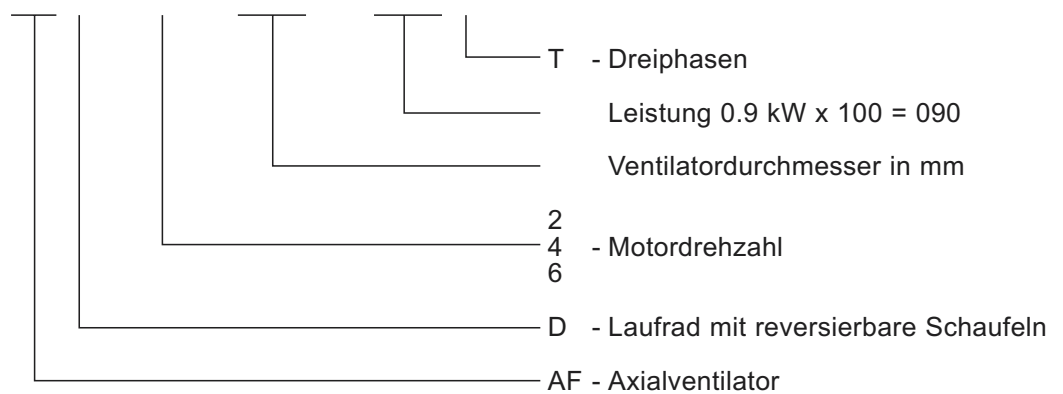 T - Dreiphasen
Leistung 0.9 kW x 100 = 090
Ventilatordurchmesser in mm
2
4 - Motordrehzahl
6
D - Laufrad mit reversierbare Schaufeln
AF - Axialventilator